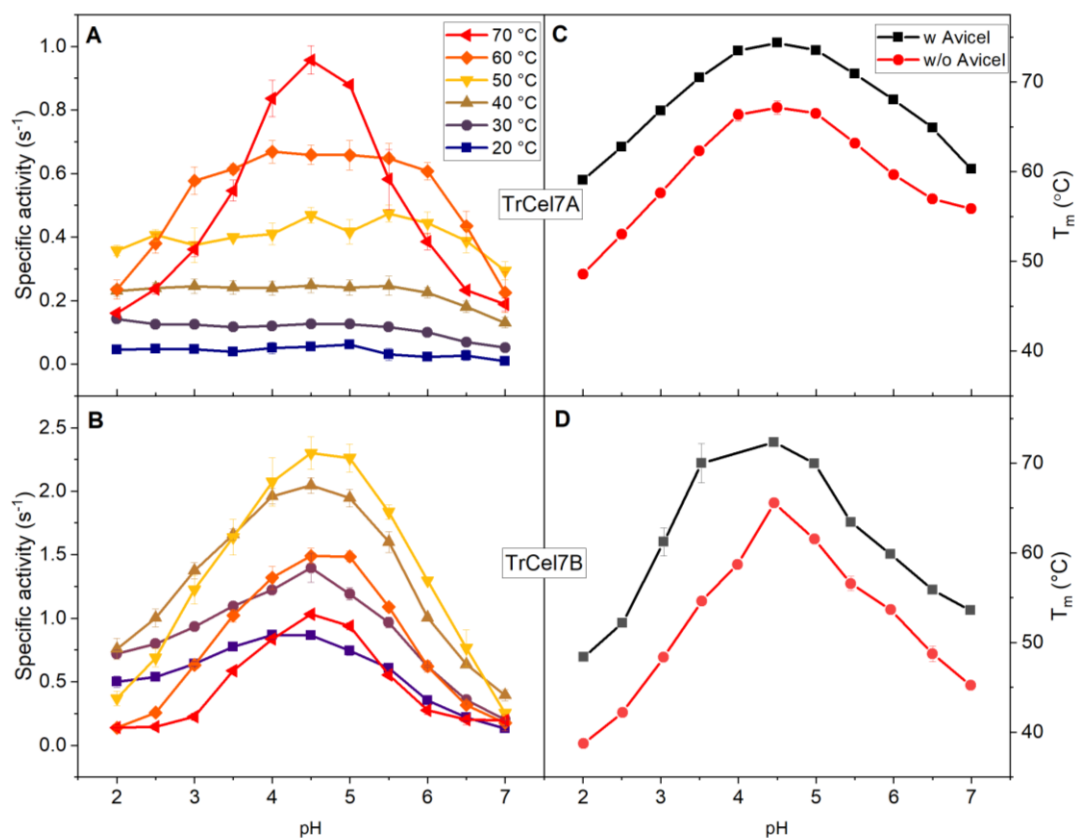 A
1.0
0.8
0.6
0.4
0.2
0.0
Specific activity (s⁻¹)
70 °C
60 °C
50 °C
40 °C
30 °C
20 °C
C
w Avicel
w/o Avicel
70
60
50
40
Tₘ (°C)
TrCel7A
B
2.5
2.0
1.5
1.0
0.5
0.0
Specific activity (s⁻¹)
2 3 4 5 6 7
pH
D
70
60
50
40
Tₘ (°C)
TrCel7B
2 3 4 5 6 7
pH